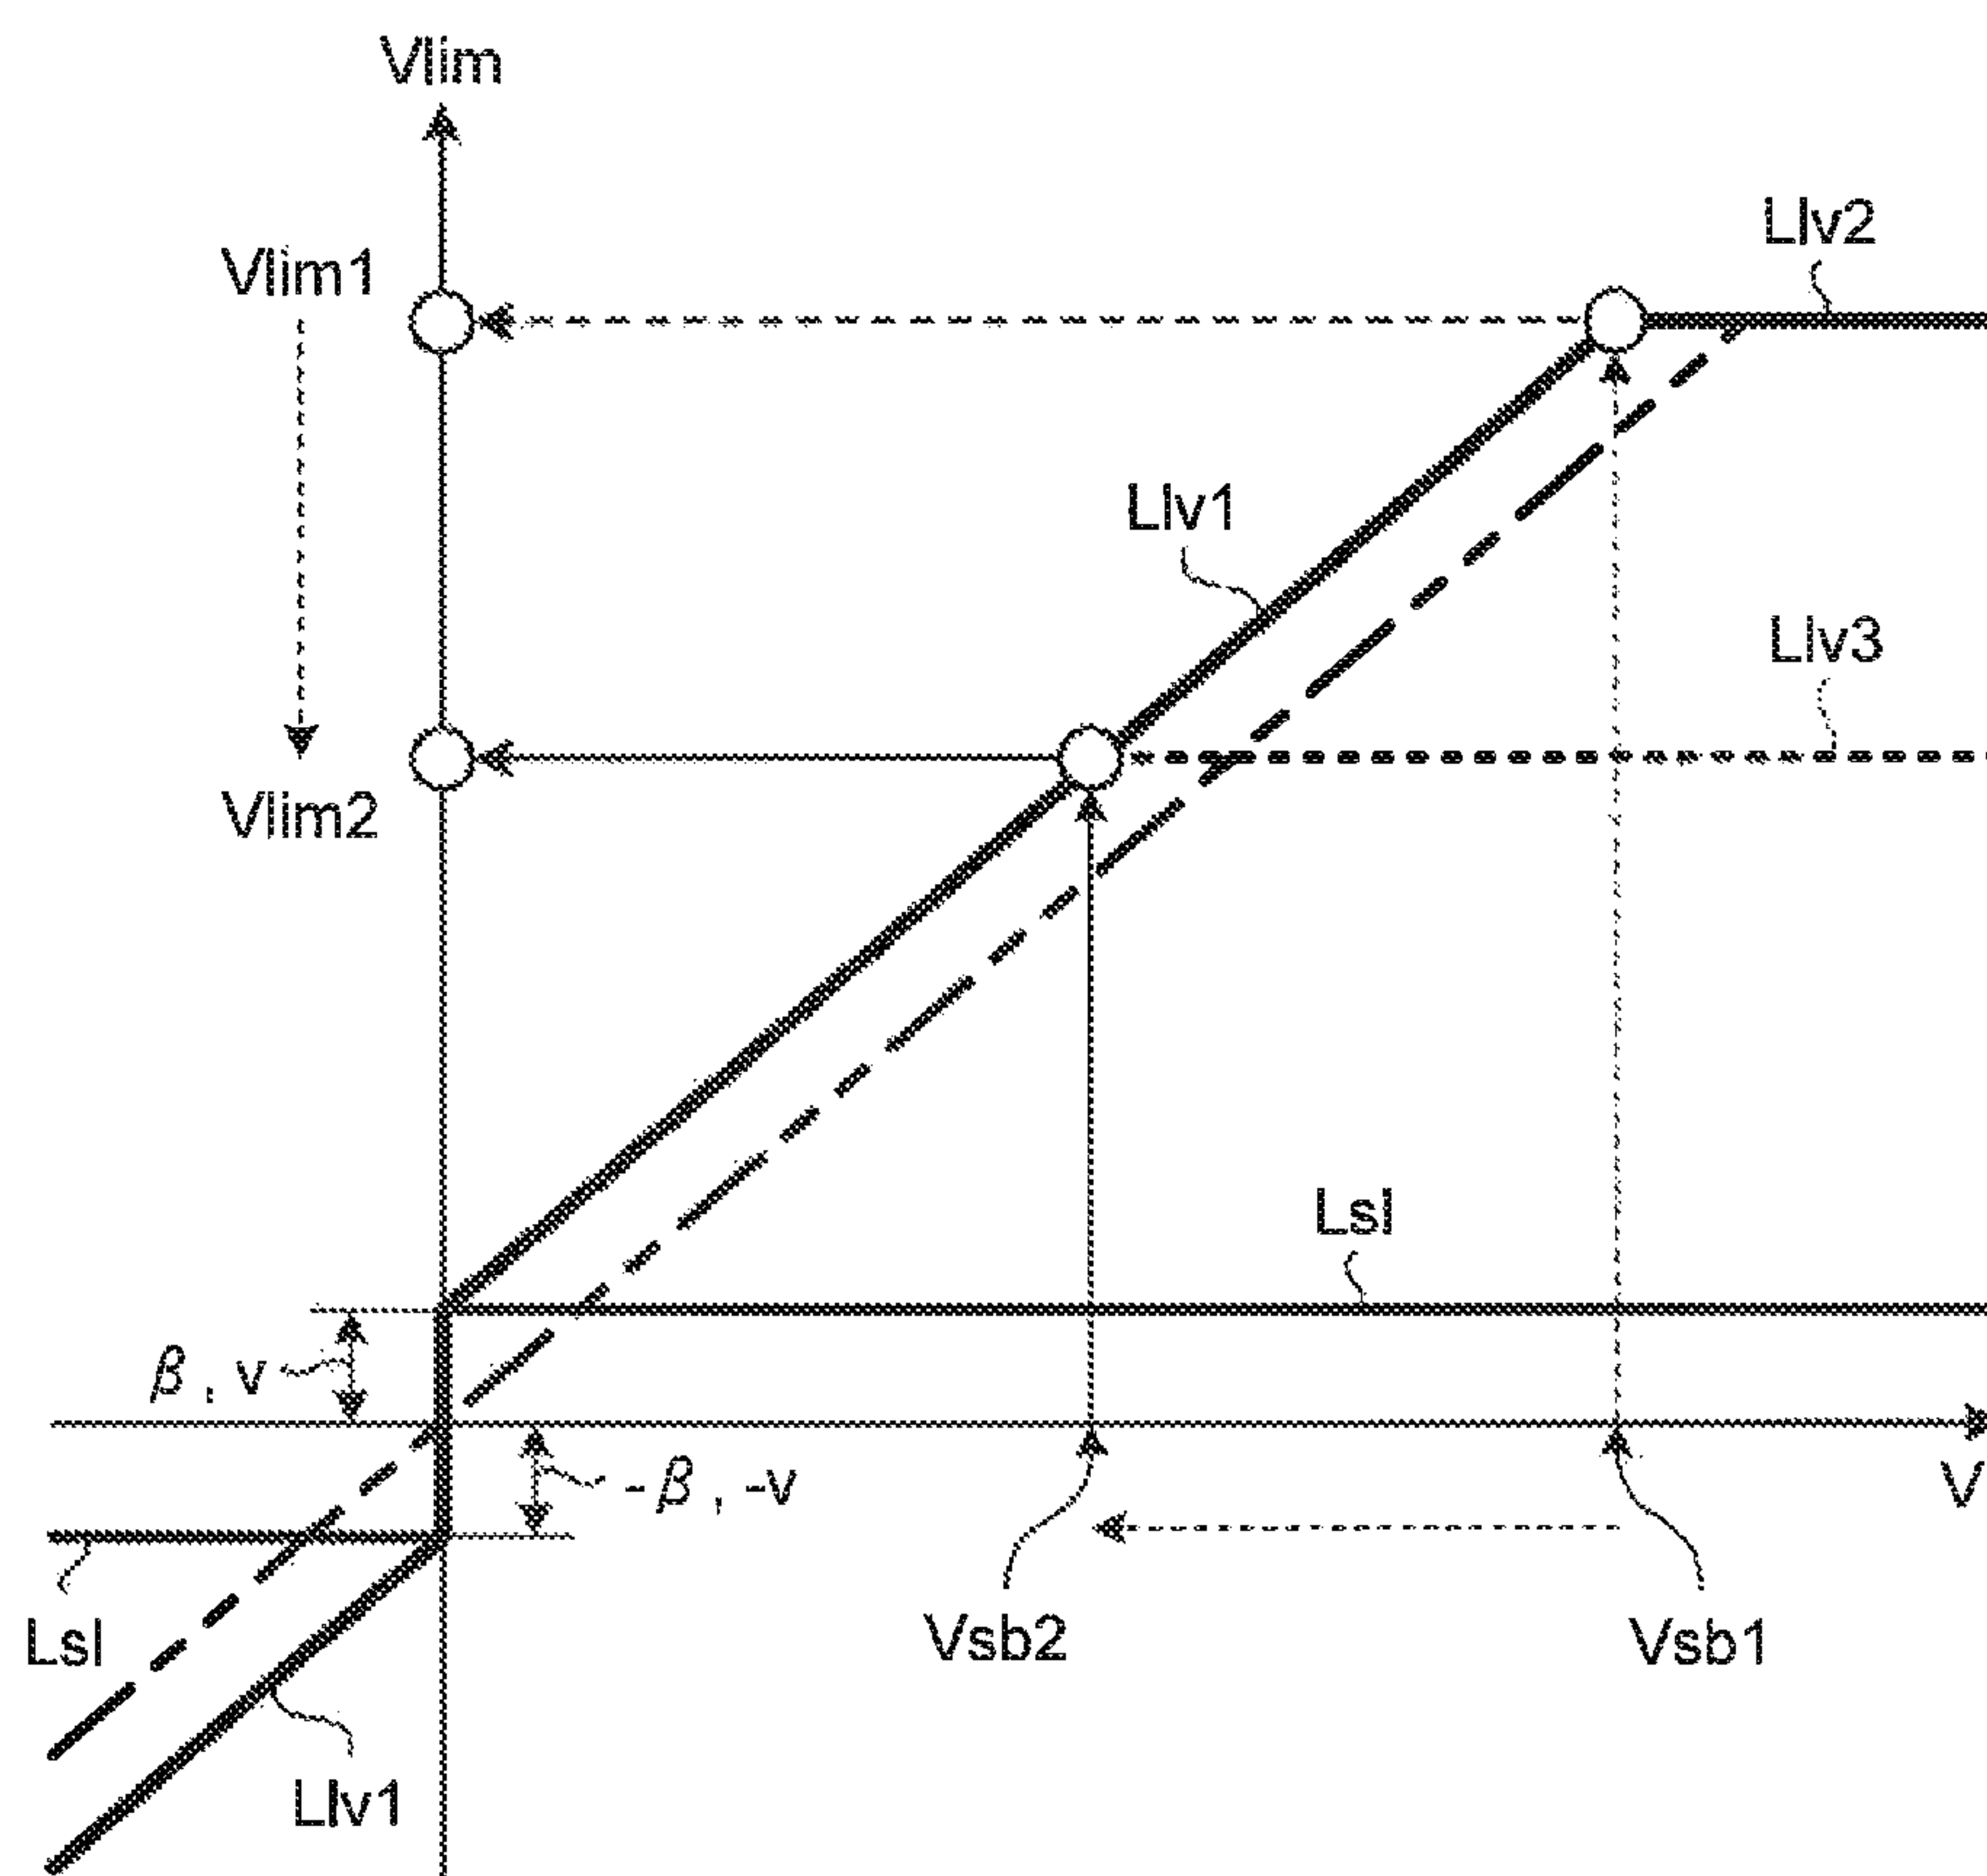 Vlim
Llv2
Vlim1
Llv1
Llv3
Vlim2
Lsl
β, v
-β, -v
V
Lsl
Vsb2
Vsb1
Llv1